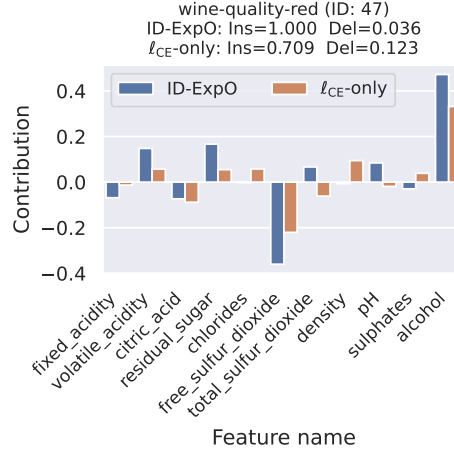 wine-quality-red (ID: 47)
ID-ExpO: Ins=1.000  Del=0.036
ℓCE-only: Ins=0.709  Del=0.123
ID-ExpO
ℓCE-only
0.4
0.2
0.0
−0.2
−0.4
Contribution
fixed_acidity
volatile_acidity
citric_acid
residual_sugar
chlorides
free_sulfur_dioxide
total_sulfur_dioxide
density
pH
sulphates
alcohol
Feature name